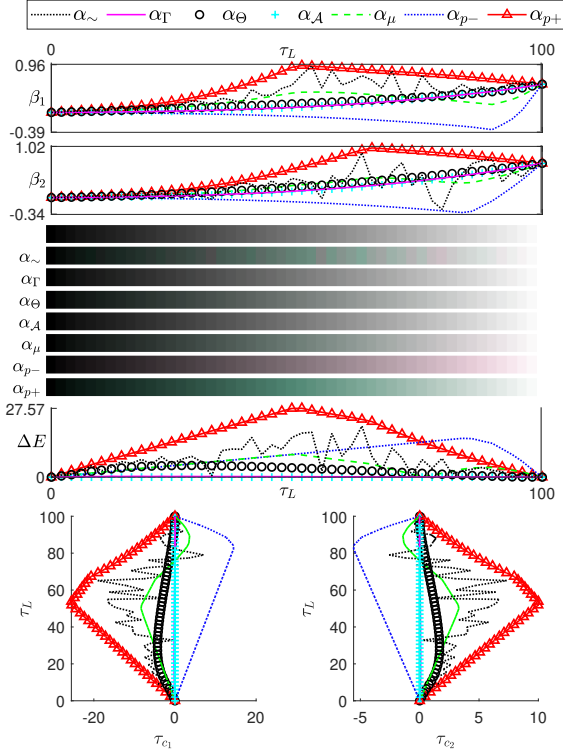 α∼ αΓ αΘ α𝒜 αμ αp− αp+
0 τL 100
0.96
β1
-0.39
1.02
β2
-0.34
α∼
αΓ
αΘ
α𝒜
αμ
αp−
αp+
27.57
ΔE
0
0 τL 100
100 100
80 80
τL 60 τL 60
40 40
20 20
0 0
-20 0 20 -5 0 5 10
τc1 τc2